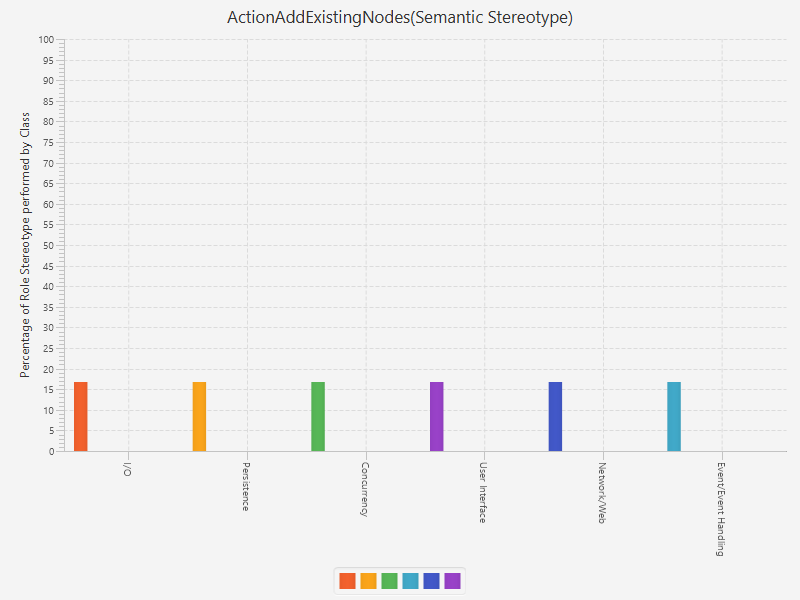 ActionAddExistingNodes(Semantic Stereotype)
Percentage of Role Stereotype performed by Class
100
95
90
85
80
75
70
65
60
55
50
45
40
35
30
25
20
15
10
5
0
I/O
Persistence
Concurrency
User Interface
Network/Web
Event/Event Handling